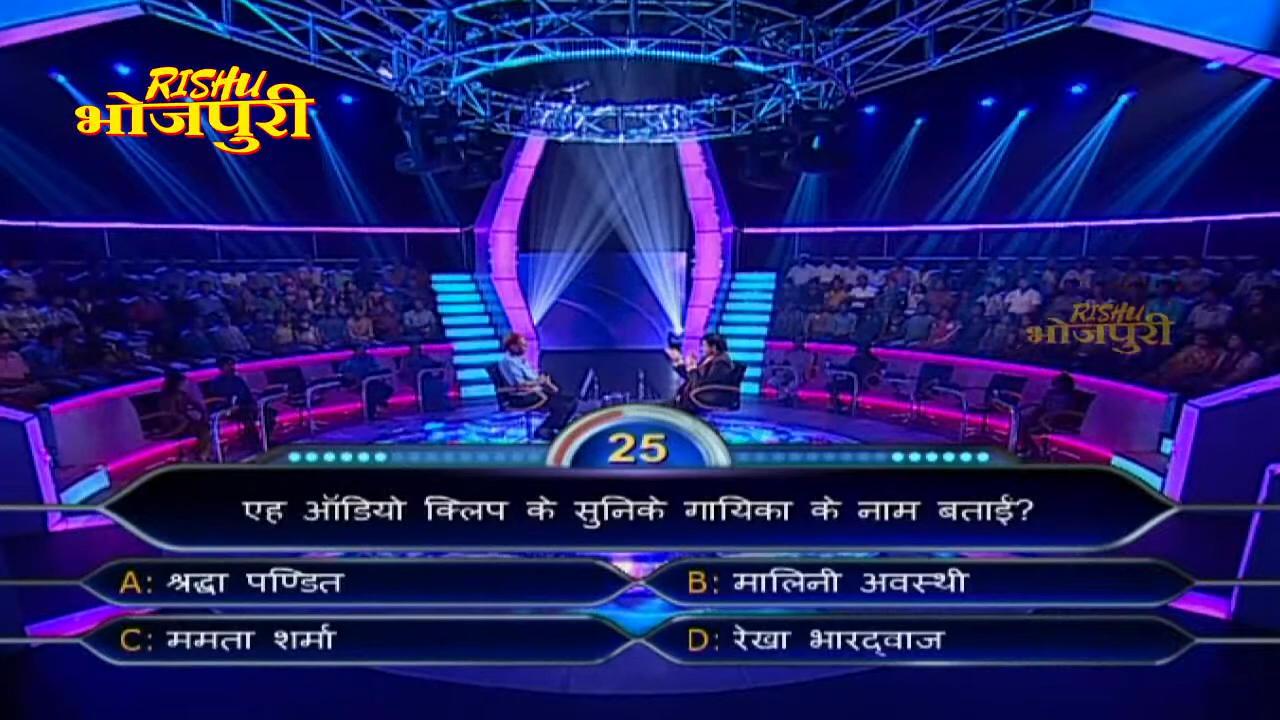 RISHU
भोजपुरी
RISHU
भोजपुरी
25
एह ऑडियो क्लिप के सुनिके गायिका के नाम बताईं?
A: श्रद्धा पण्डित
B: मालिनी अवस्थी
C: ममता शर्मा
D: रेखा भारद्वाज